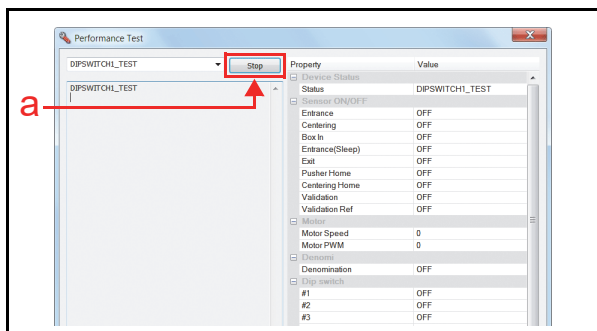 Performance Test
X
DIPSWITCH1_TEST
Stop
DIPSWITCH1_TEST
a
Property Value
Device Status
Status DIPSWITCH1_TEST
Sensor ON/OFF
Entrance OFF
Centering OFF
Box In OFF
Entrance(Sleep) OFF
Exit OFF
Pusher Home OFF
Centering Home OFF
Validation OFF
Validation Ref OFF
Motor
Motor Speed 0
Motor PWM 0
Denomi
Denomination OFF
Dip switch
#1 OFF
#2 OFF
#3 OFF